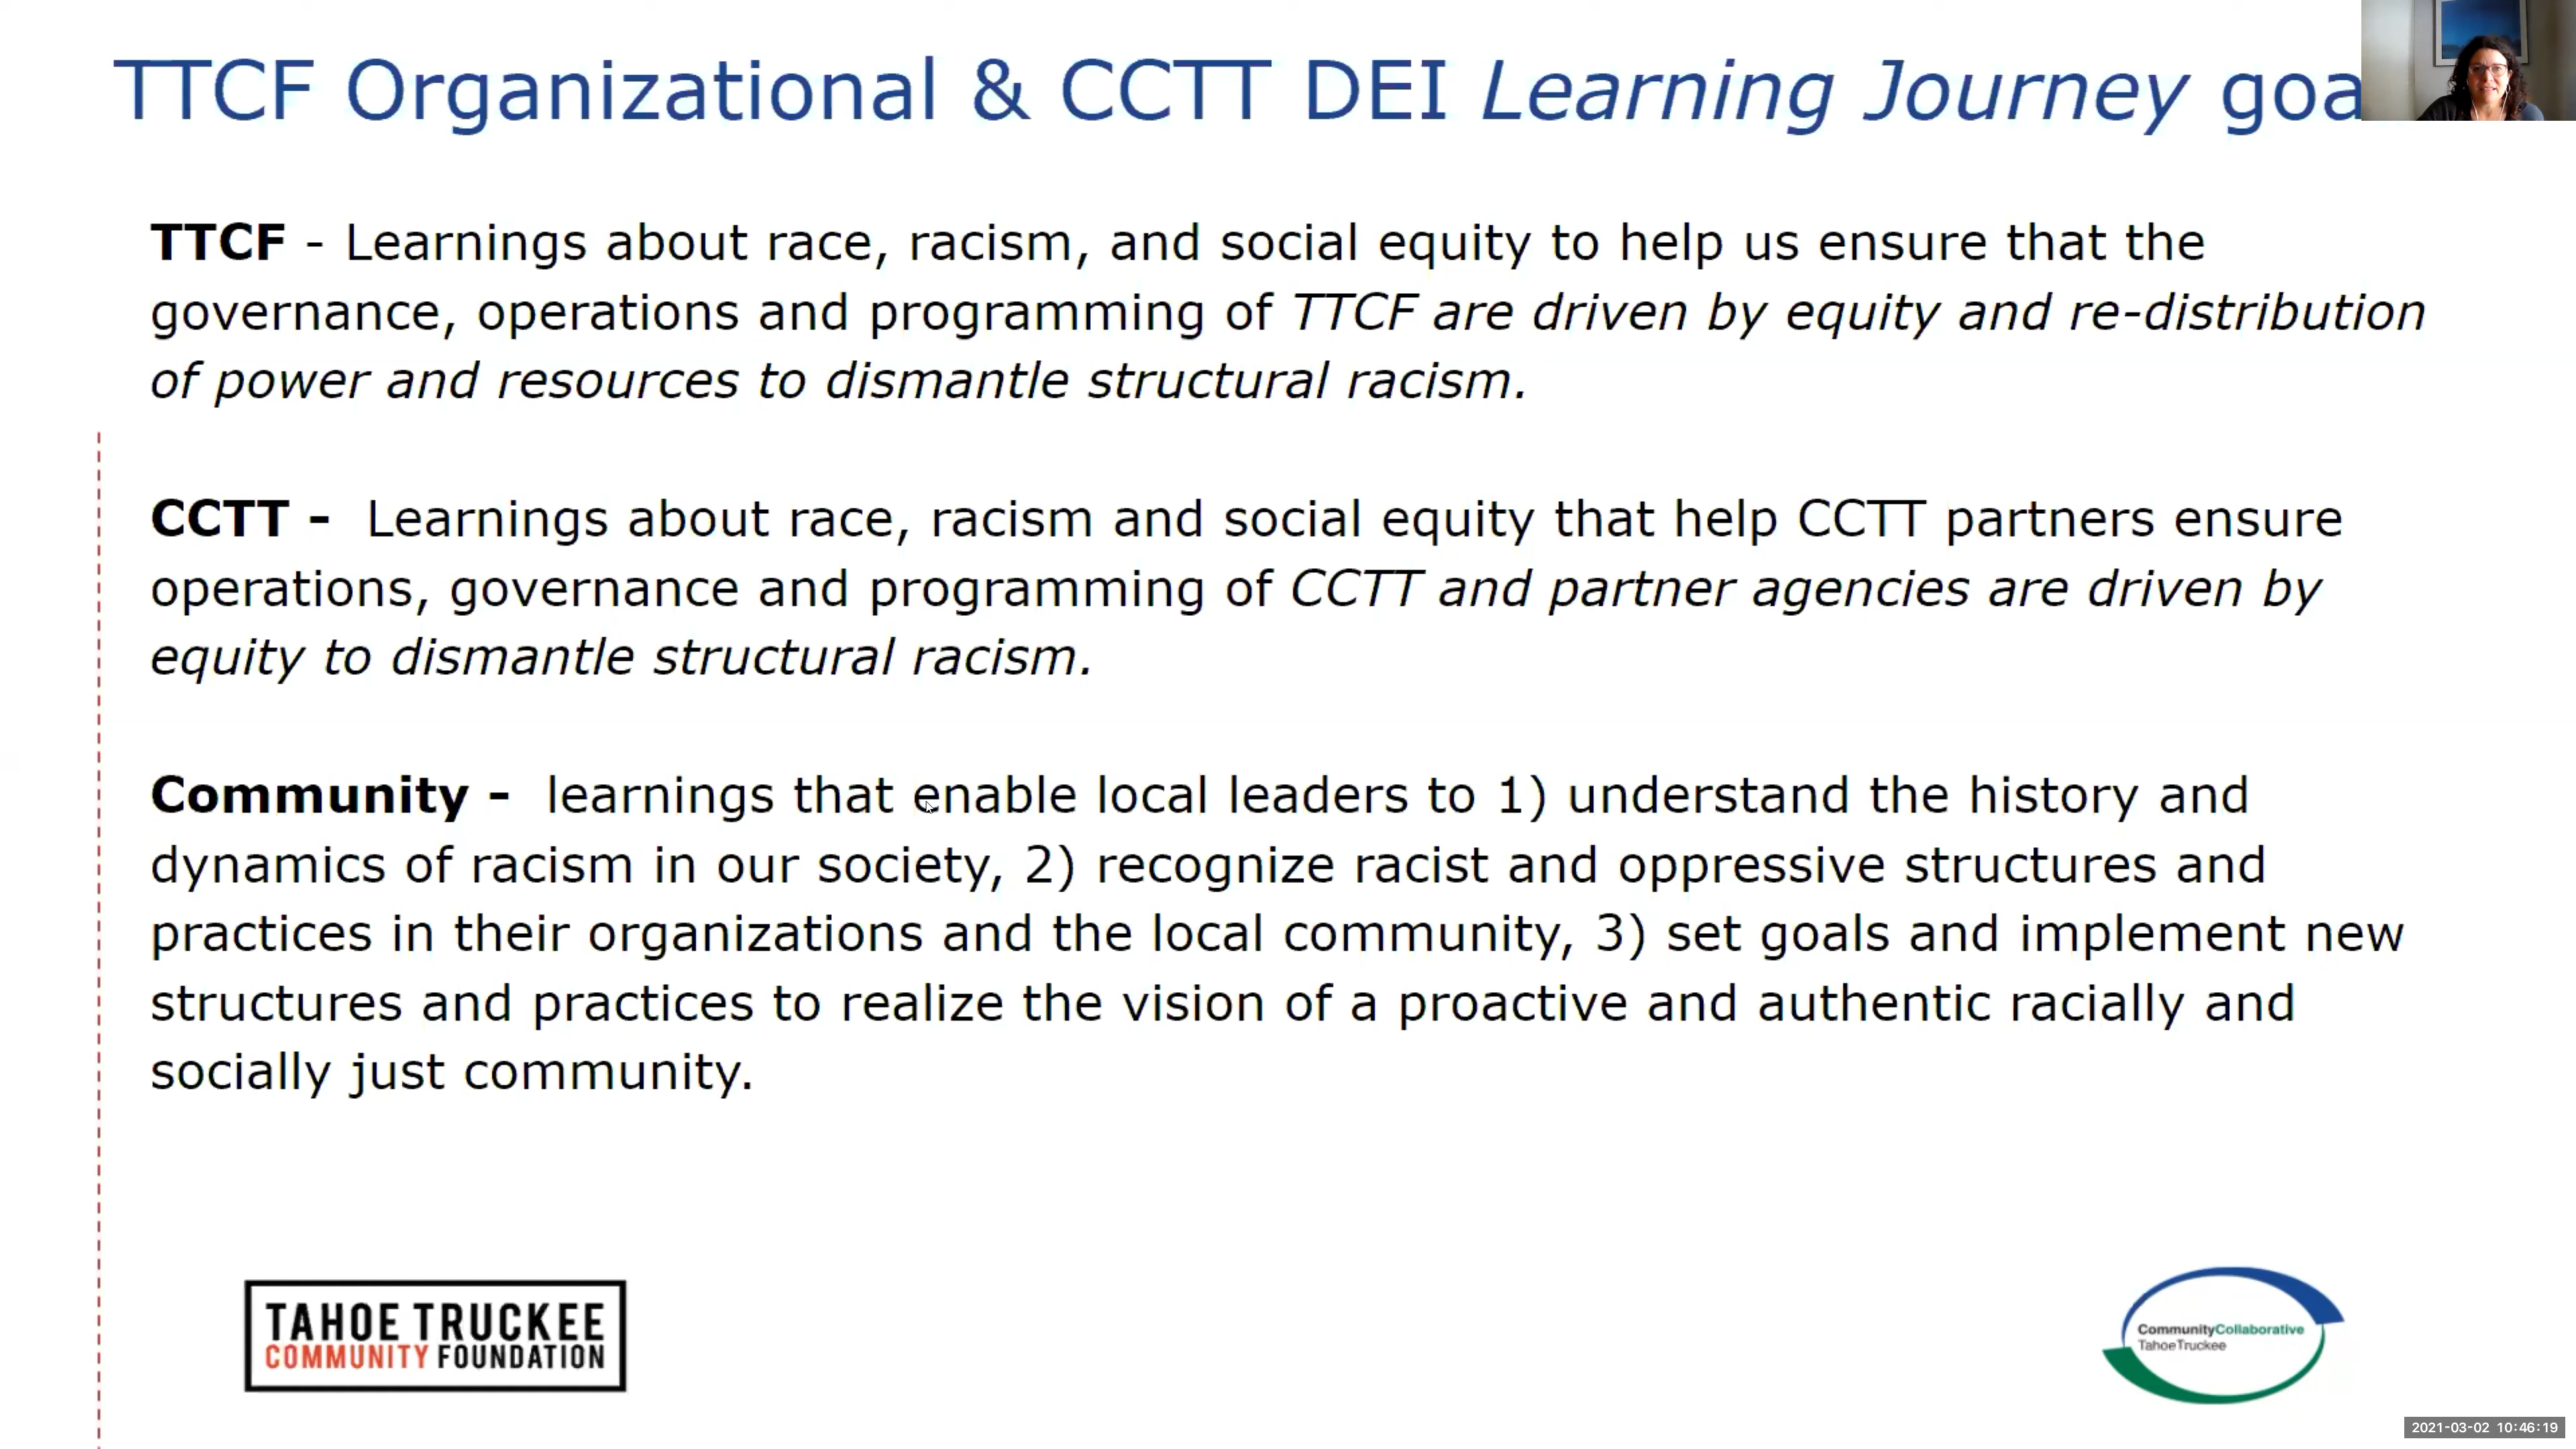 TTCF Organizational & CCTT DEI Learning Journey goa
TTCF - Learnings about race, racism, and social equity to help us ensure that the
governance, operations and programming of TTCF are driven by equity and re-distribution
of power and resources to dismantle structural racism.
CCTT - Learnings about race, racism and social equity that help CCTT partners ensure
operations, governance and programming of CCTT and partner agencies are driven by
equity to dismantle structural racism.
Community - learnings that enable local leaders to 1) understand the history and
dynamics of racism in our society, 2) recognize racist and oppressive structures and
practices in their organizations and the local community, 3) set goals and implement new
structures and practices to realize the vision of a proactive and authentic racially and
socially just community.
TAHOE TRUCKEE
COMMUNITY FOUNDATION
CommunityCollaborative
TahoeTruckee
2021-03-02 10:46:19